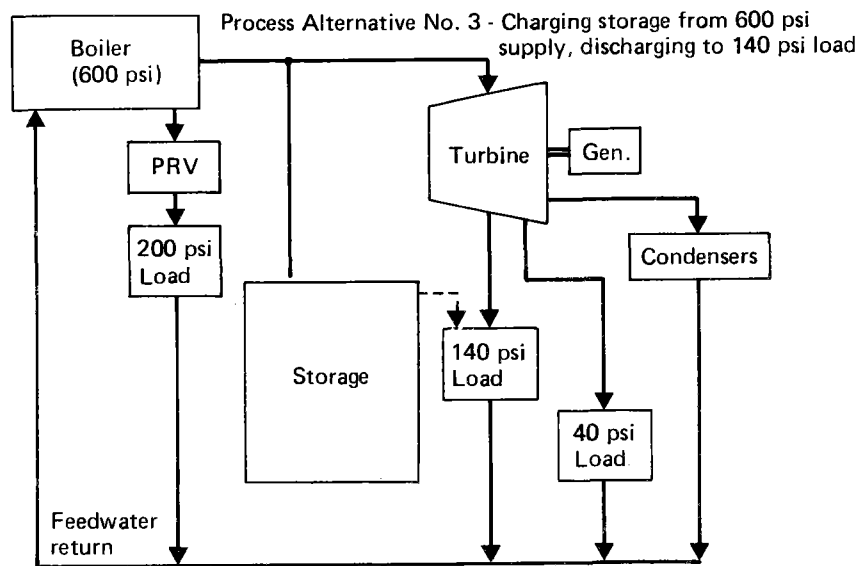 Process Alternative No. 3 - Charging storage from 600 psi
supply, discharging to 140 psi load
Boiler
(600 psi)
PRV
Turbine
Gen.
200 psi
Load
Condensers
Storage
140 psi
Load
40 psi
Load
Feedwater
return